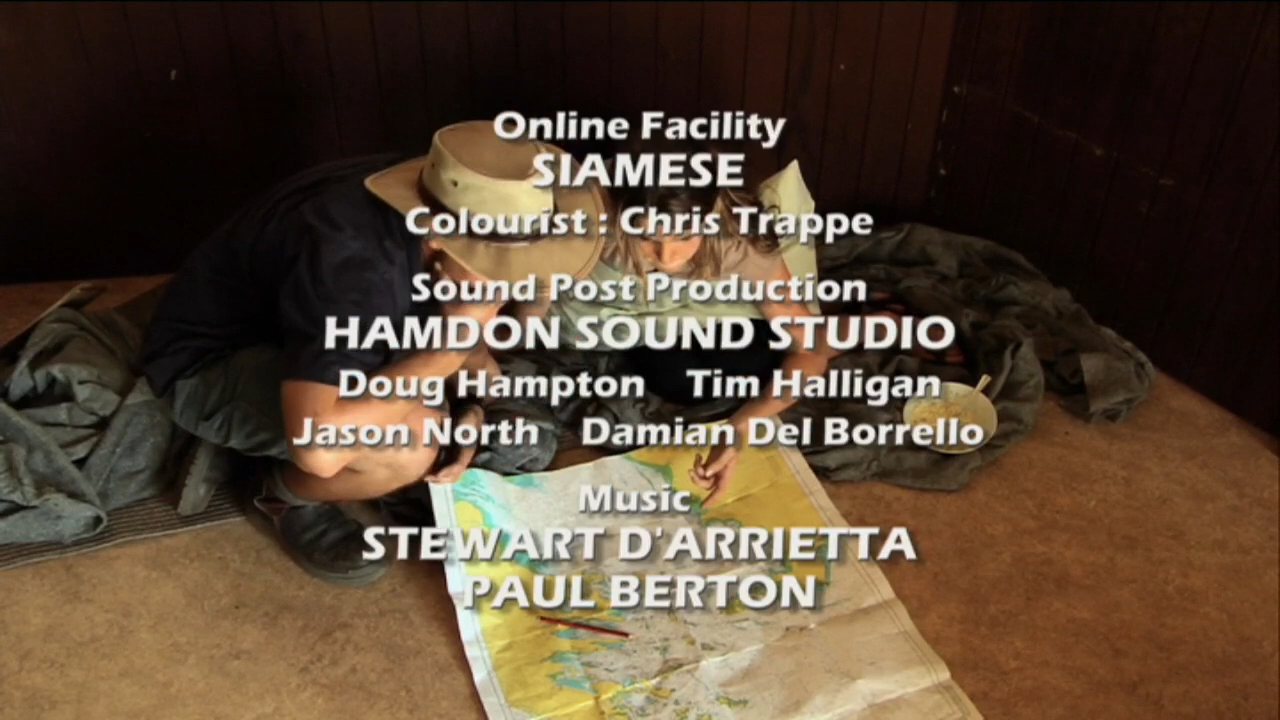 Online Facility
SIAMESE
Colourist : Chris Trappe
Sound Post Production
HAMDON SOUND STUDIO
Doug Hampton Tim Halligan
Jason North Damian Del Borrello
Music
STEWART D'ARRIETTA
PAUL BERTON